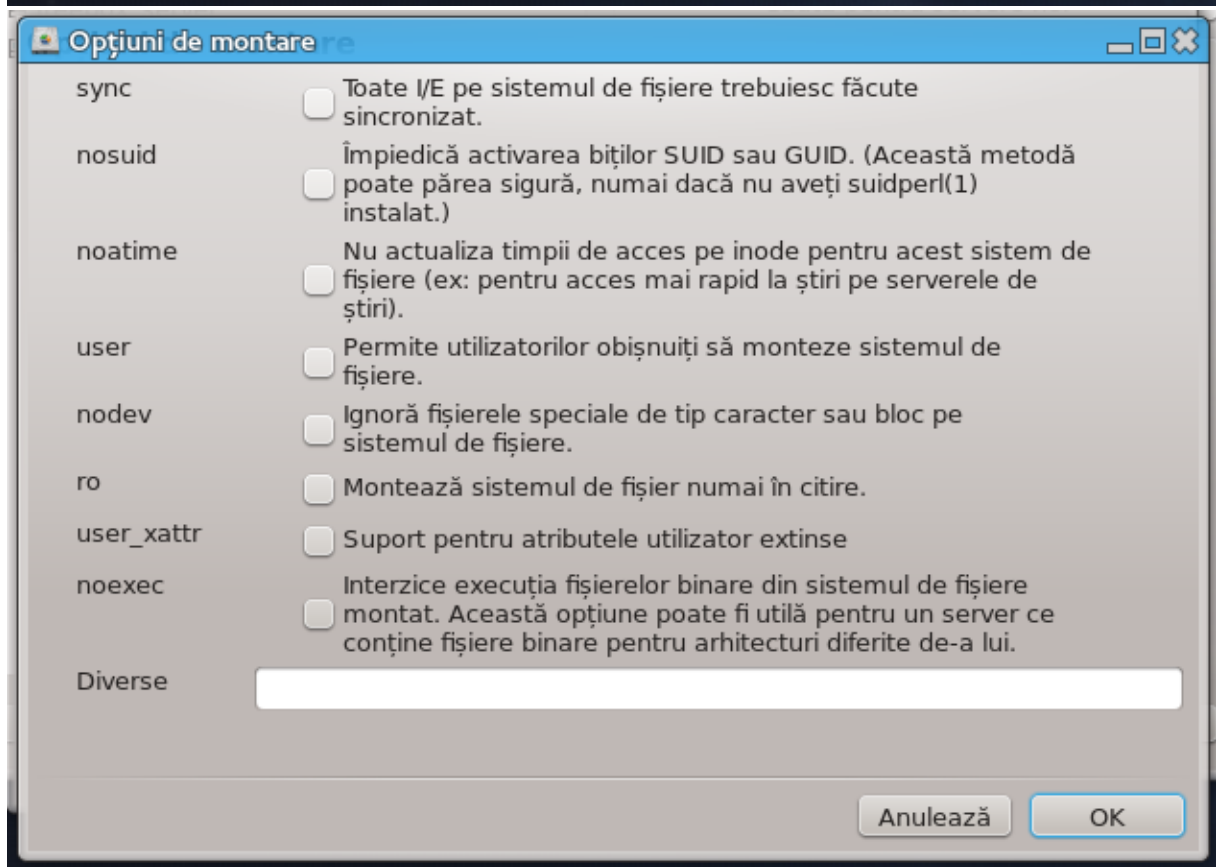 Opțiuni de montare
sync
Toate I/E pe sistemul de fișiere trebuiesc făcute
sincronizat.
nosuid
Împiedică activarea biților SUID sau GUID. (Această metodă
poate părea sigură, numai dacă nu aveți suidperl(1)
instalat.)
noatime
Nu actualiza timpii de acces pe inode pentru acest sistem de
fișiere (ex: pentru acces mai rapid la știri pe serverele de
știri).
user
Permite utilizatorilor obișnuiți să monteze sistemul de
fișiere.
nodev
Ignoră fișierele speciale de tip caracter sau bloc pe
sistemul de fișiere.
ro
Montează sistemul de fișier numai în citire.
user_xattr
Suport pentru atributele utilizator extinse
noexec
Interzice execuția fișierelor binare din sistemul de fișiere
montat. Această opțiune poate fi utilă pentru un server ce
conține fișiere binare pentru arhitecturi diferite de-a lui.
Diverse
Anulează
OK